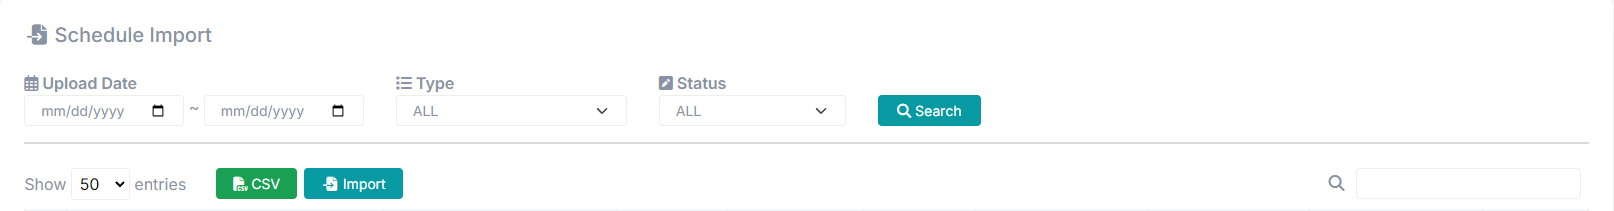 Schedule Import
Upload Date Type Status
mm/dd/yyyy ~ mm/dd/yyyy ALL ALL Search
Show 50 entries CSV Import